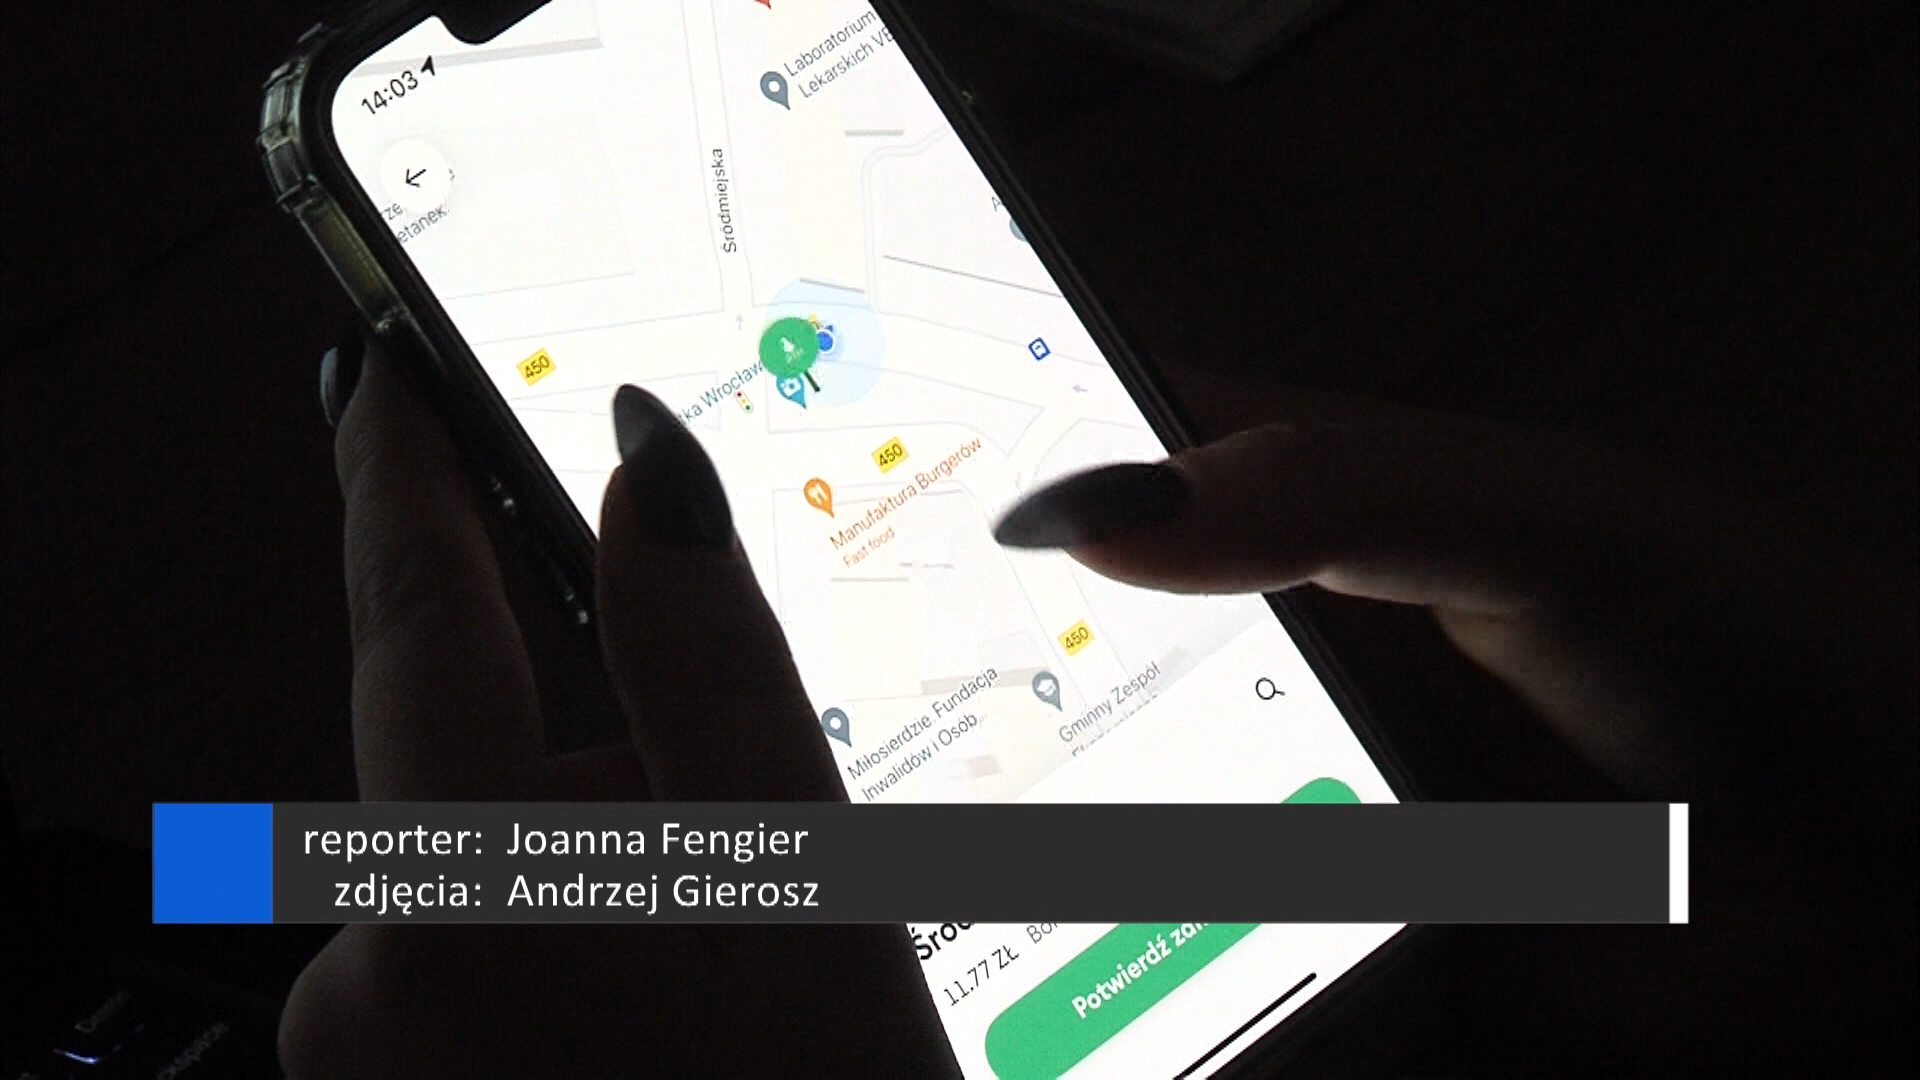 14:03
Laboratorium
Lekarskich
etanek.
Śródmiejska
450
Wrocław
450
Manufaktura Burgerów
Fast food
450
Miłosierdzie. Fundacja
Inwalidów i Osób...
Gminny Zespół
reporter: Joanna Fengier
zdjęcia: Andrzej Gierosz
11.77 ZŁ
Potwierdź